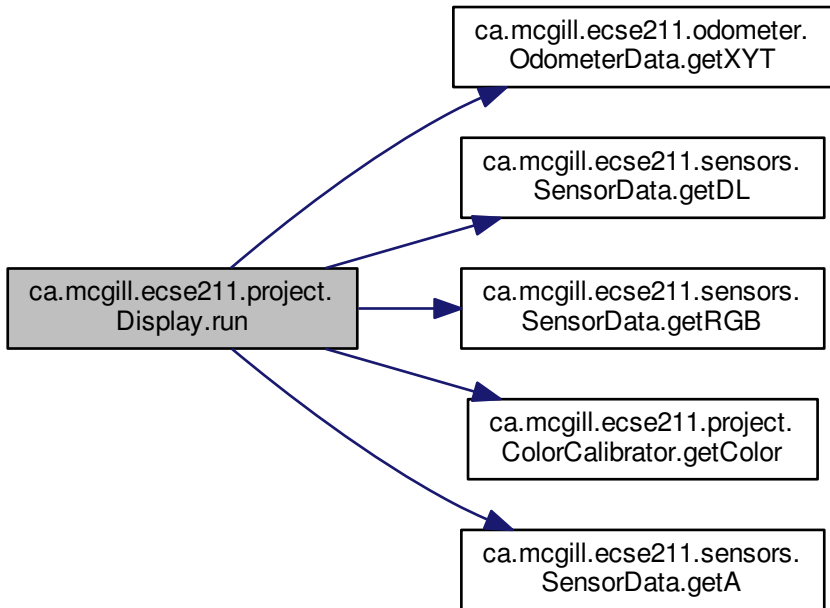 ca.mcgill.ecse211.odometer.
OdometerData.getXYT
ca.mcgill.ecse211.sensors.
SensorData.getDL
ca.mcgill.ecse211.project.
Display.run
ca.mcgill.ecse211.sensors.
SensorData.getRGB
ca.mcgill.ecse211.project.
ColorCalibrator.getColor
ca.mcgill.ecse211.sensors.
SensorData.getA